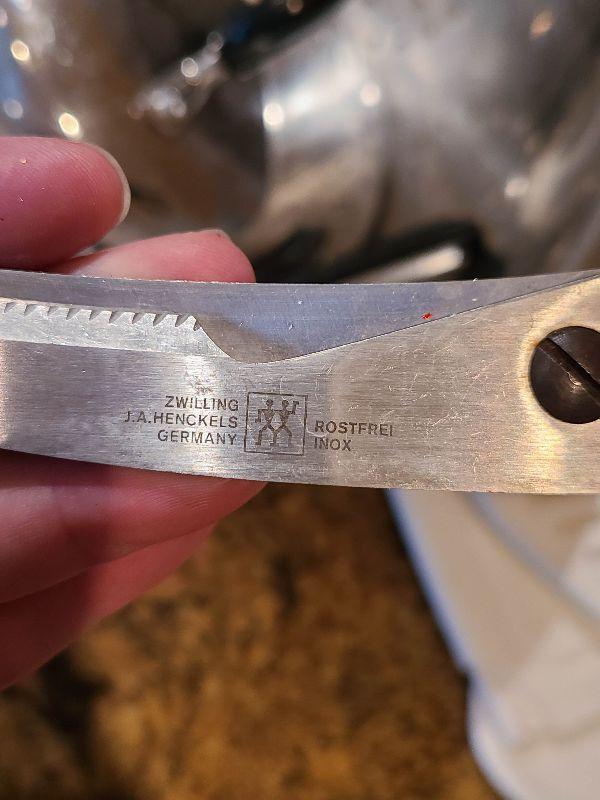 ZWILLING
J.A.HENCKELS
GERMANY
ROSTFREI
INOX